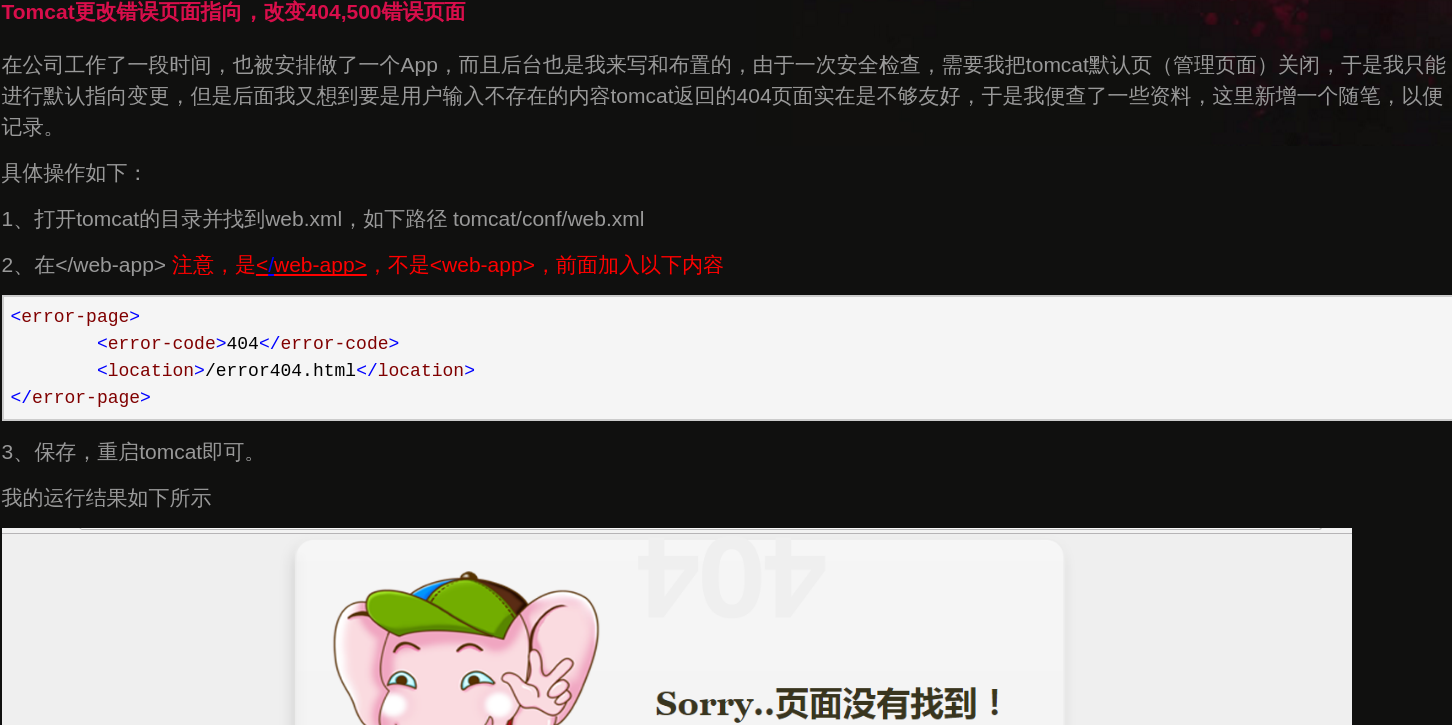 Tomcat更改错误页面指向，改变404,500错误页面
在公司工作了一段时间，也被安排做了一个App，而且后台也是我来写和布置的，由于一次安全检查，需要我把tomcat默认页（管理页面）关闭，于是我只能
进行默认指向变更，但是后面我又想到要是用户输入不存在的内容tomcat返回的404页面实在是不够友好，于是我便查了一些资料，这里新增一个随笔，以便
记录。
具体操作如下：
1、打开tomcat的目录并找到web.xml，如下路径 tomcat/conf/web.xml
2、在</web-app> 注意，是</web-app>，不是<web-app>，前面加入以下内容
<error-page>
<error-code>404</error-code>
<location>/error404.html</location>
</error-page>
3、保存，重启tomcat即可。
我的运行结果如下所示
404
Sorry..页面没有找到！